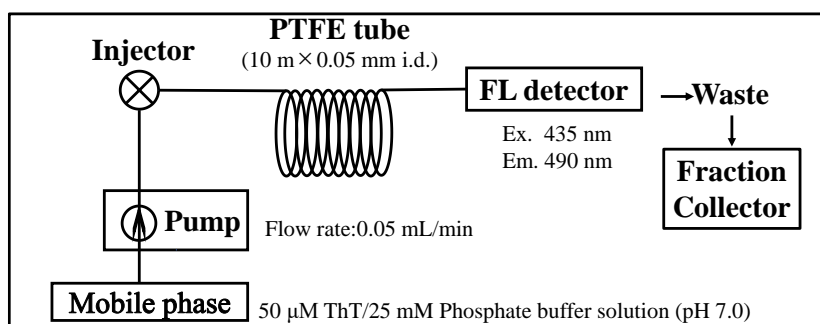 PTFE tube
(10 m×0.05 mm i.d.)
Injector
FL detector
Waste
Ex. 435 nm
Em. 490 nm
Fraction
Collector
Pump
Flow rate:0.05 mL/min
Mobile phase
50 μM ThT/25 mM Phosphate buffer solution (pH 7.0)